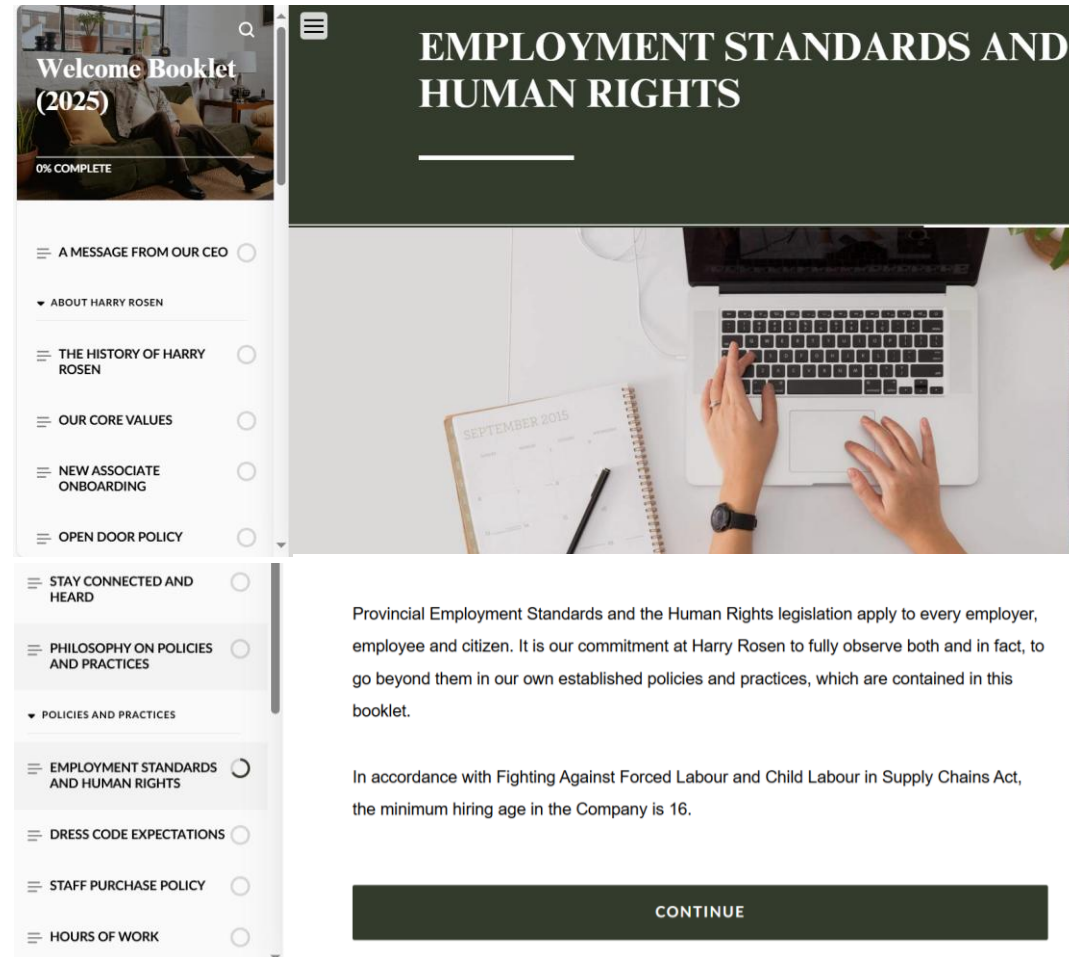 Welcome Booklet
(2025)
0% COMPLETE
A MESSAGE FROM OUR CEO
ABOUT HARRY ROSEN
THE HISTORY OF HARRY
ROSEN
OUR CORE VALUES
NEW ASSOCIATE
ONBOARDING
OPEN DOOR POLICY
STAY CONNECTED AND
HEARD
PHILOSOPHY ON POLICIES
AND PRACTICES
POLICIES AND PRACTICES
EMPLOYMENT STANDARDS
AND HUMAN RIGHTS
DRESS CODE EXPECTATIONS
STAFF PURCHASE POLICY
HOURS OF WORK
EMPLOYMENT STANDARDS AND
HUMAN RIGHTS
SEPTEMBER 2015
Provincial Employment Standards and the Human Rights legislation apply to every employer,
employee and citizen. It is our commitment at Harry Rosen to fully observe both and in fact, to
go beyond them in our own established policies and practices, which are contained in this
booklet.
In accordance with Fighting Against Forced Labour and Child Labour in Supply Chains Act,
the minimum hiring age in the Company is 16.
CONTINUE